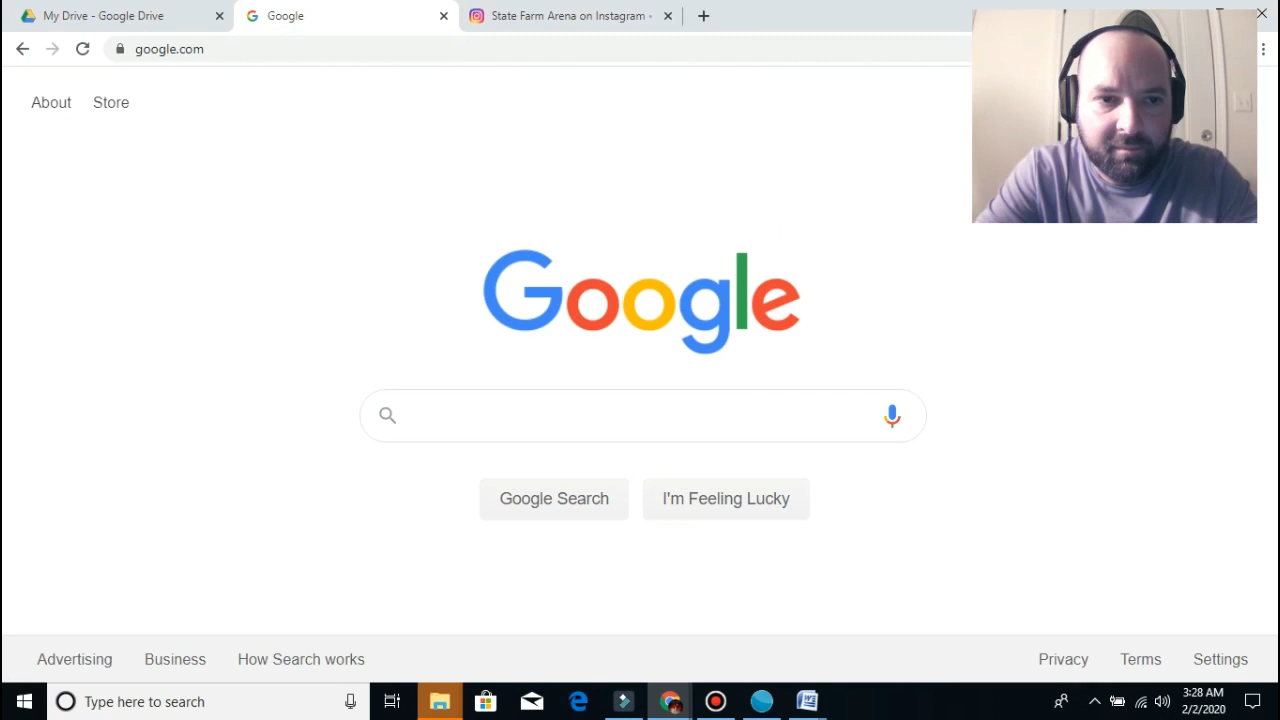 My Drive - Google Drive
Google
State Farm Arena on Instagram
google.com
About
Store
Google
Google Search
I'm Feeling Lucky
Advertising
Business
How Search works
Privacy
Terms
Settings
Type here to search
3:28 AM
2/2/2020